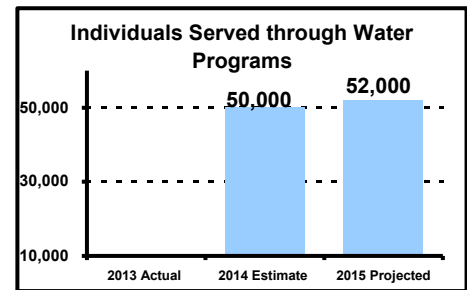 Individuals Served through Water
Programs
50,000
52,000
50,000
30,000
10,000
2013 Actual
2014 Estimate
2015 Projected